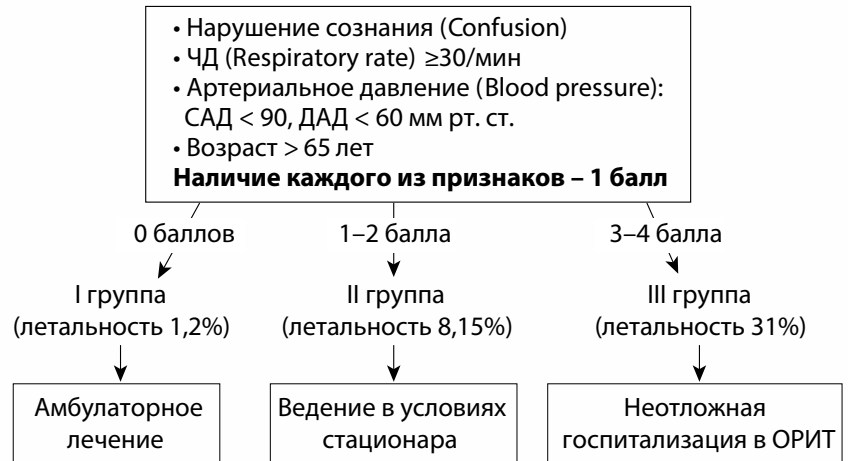 • Нарушение сознания (Confusion)
• ЧД (Respiratory rate) ≥30/мин
• Артериальное давление (Blood pressure):
САД < 90, ДАД < 60 мм рт. ст.
• Возраст > 65 лет
Наличие каждого из признаков – 1 балл
0 баллов
1–2 балла
3–4 балла
I группа
(летальность 1,2%)
II группа
(летальность 8,15%)
III группа
(летальность 31%)
Амбулаторное
лечение
Ведение в условиях
стационара
Неотложная
госпитализация в ОРИТ